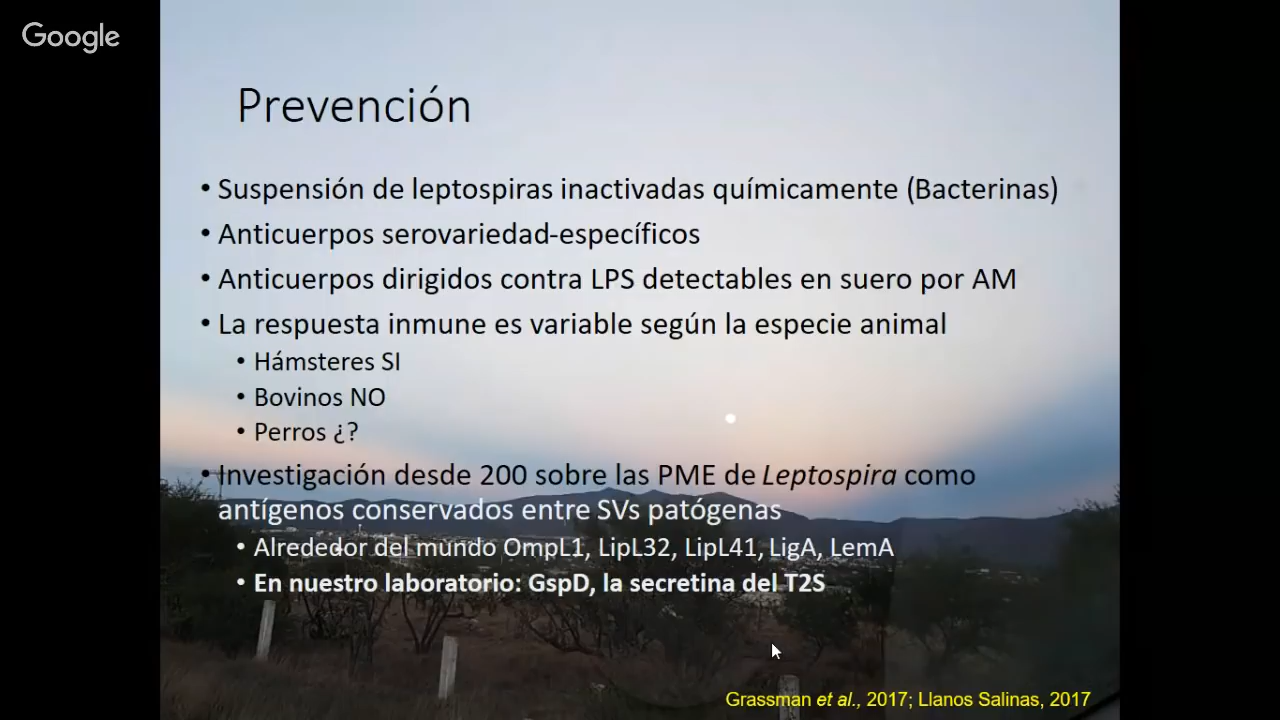 Google
Prevención
• Suspensión de leptospiras inactivadas químicamente (Bacterinas)
• Anticuerpos serovariedad-específicos
• Anticuerpos dirigidos contra LPS detectables en suero por AM
• La respuesta inmune es variable según la especie animal
• Hámsteres SI
• Bovinos NO
• Perros ¿?
• Investigación desde 200 sobre las PME de Leptospira como
antígenos conservados entre SVs patógenas
• Alrededor del mundo OmpL1, LipL32, LipL41, LigA, LemA
• En nuestro laboratorio: GspD, la secretina del T2S
Grassman et al., 2017; Llanos Salinas, 2017